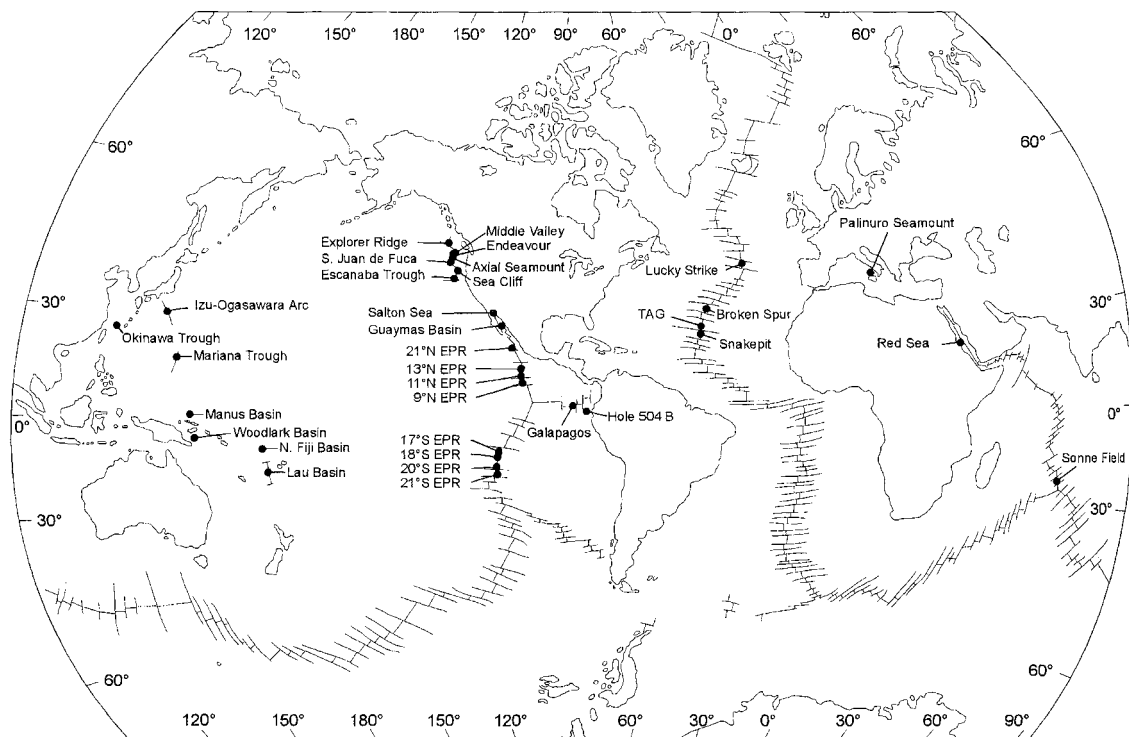 120° 150° 180° 150° 120° 90° 60° 30° 0° 60°
60° 60°
Explorer Ridge
S. Juan de Fuca
Escanaba Trough
Middle Valley
Endeavour
Axial Seamount
Sea Cliff
Palinuro Seamount
Lucky Strike
30° 30°
Izu-Ogasawara Arc
Okinawa Trough
Mariana Trough
Salton Sea
Guaymas Basin
21°N EPR
13°N EPR
11°N EPR
9°N EPR
TAG
Broken Spur
Snakepit
Red Sea
0° 0°
Manus Basin
Woodlark Basin
N. Fiji Basin
Lau Basin
Galapagos
Hole 504 B
17°S EPR
18°S EPR
20°S EPR
21°S EPR
Sonne Field
30° 30°
60° 60°
120° 150° 180° 150° 120° 90° 60° 30° 0° 30° 60° 90°